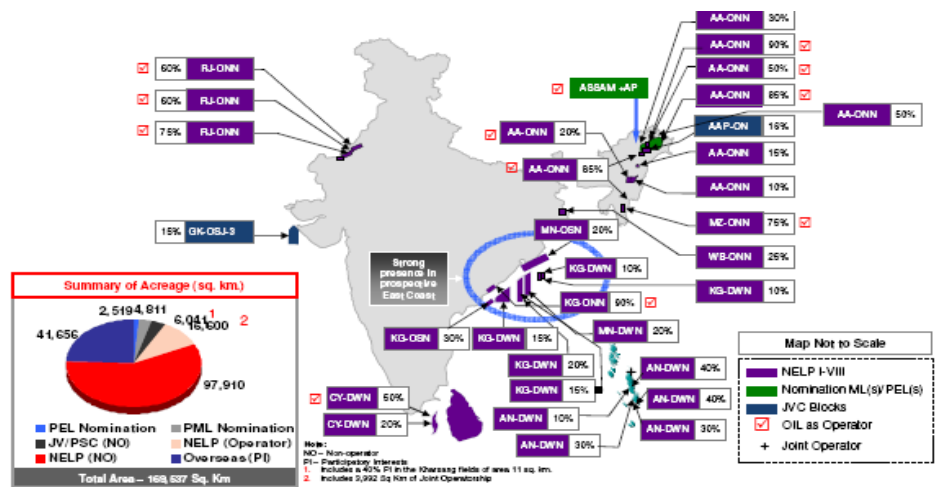 AA-ONN 30%
AA-ONN 90%
AA-ONN 50%
AA-ONN 85%
AA-ONN 50%
AAP-ON 16%
AA-ONN 15%
AA-ONN 10%
MZ-ONN 75%
WB-ONN 25%
KG-DWN 10%
60% RJ-ONN
60% RJ-ONN
75% RJ-ONN
ASSAM +AP
AA-ONN 20%
AA-ONN 85%
15% GK-OSJ-3
MN-OSN 20%
Strong
presence in
prospective
East Coast
KG-DWN 10%
KG-ONN 90%
MN-DWN 20%
KG-OSN 30%
KG-DWN 15%
KG-DWN 20%
KG-DWN 15%
AN-DWN 40%
AN-DWN 40%
AN-DWN 10%
AN-DWN 30%
AN-DWN 30%
CY-DWN 50%
CY-DWN 20%
Summary of Acreage (sq. km.)
2,519
4,811
6,041 1
16,600 2
41,656
97,910
PEL Nomination
PML Nomination
JV/PSC (NO)
NELP (Operator)
NELP (NO)
Overseas (PI)
Total Area – 169,537 Sq. Km
Note:
NO – Non-operator
PI – Participatory Interests
1. Includes a 40% PI in the Kharsang fields of area 11 sq. km.
2. Includes 3,992 Sq Km of Joint Operatorship
Map Not to Scale
NELP I-VIII
Nomination ML(s)/ PEL(s)
JVC Blocks
OIL as Operator
+ Joint Operator